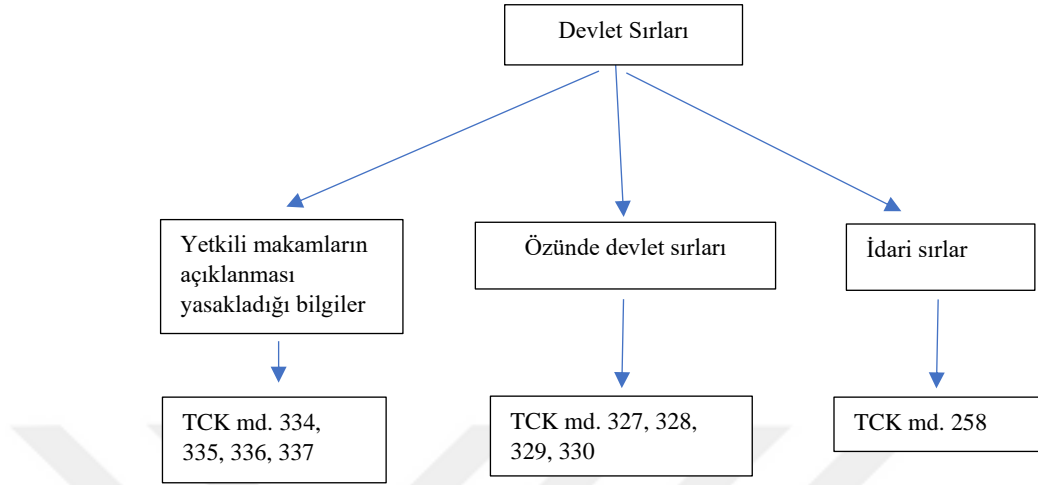 Devlet Sırları
Yetkili makamların
açıklanması
yasakladığı bilgiler
Özünde devlet sırları
İdari sırlar
TCK md. 334,
335, 336, 337
TCK md. 327, 328,
329, 330
TCK md. 258